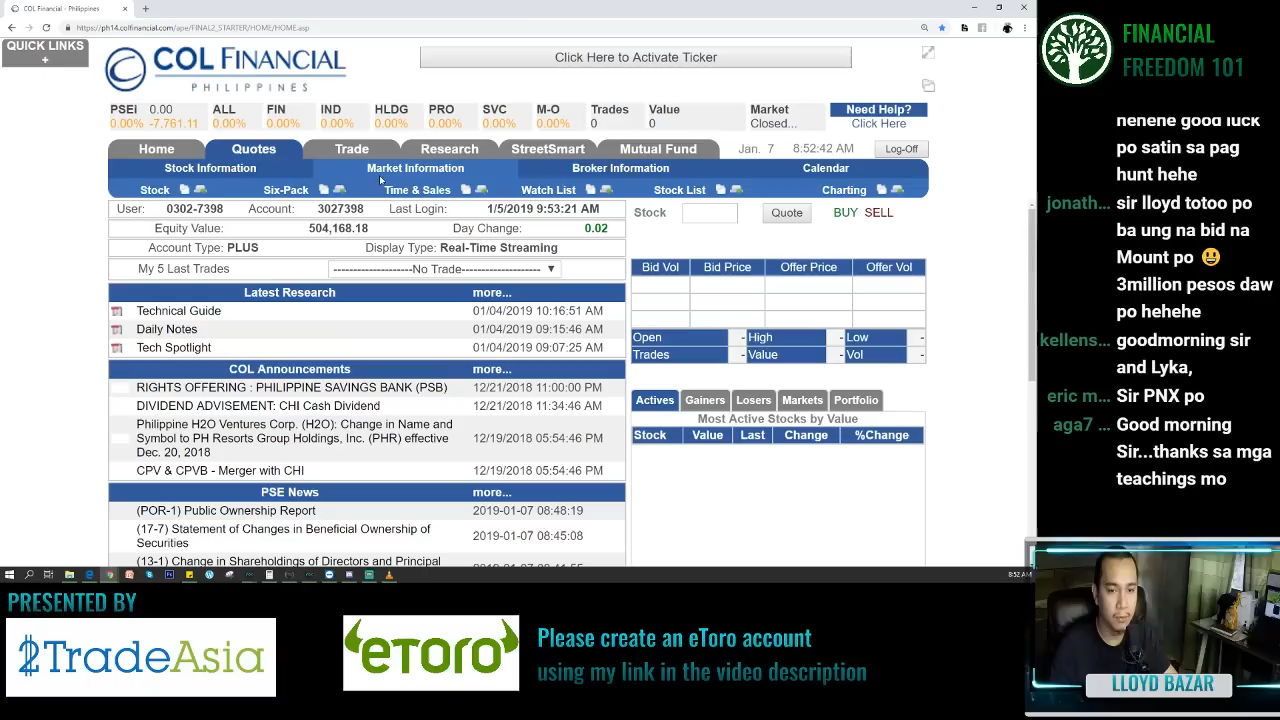 COL Financial - Philippines
https://ph14.colfinancial.com/ape/FINAL2_STARTER/HOME/HOME.asp
QUICK LINKS
+
COL FINANCIAL
PHILIPPINES
Click Here to Activate Ticker
PSEi 0.00 ALL FIN IND HLDG PRO SVC M-O Trades Value Market Need Help?
0.00% -7,761.11 0.00% 0.00% 0.00% 0.00% 0.00% 0.00% 0.00% 0 0 Closed... Click Here
Home Quotes Trade Research StreetSmart Mutual Fund Jan. 7 8:52:42 AM Log-Off
Stock Information Market Information Broker Information Calendar
Stock Six-Pack Time & Sales Watch List Stock List Charting
User: 0302-7398 Account: 3027398 Last Login: 1/5/2019 9:53:21 AM
Equity Value: 504,168.18 Day Change: 0.02
Account Type: PLUS Display Type: Real-Time Streaming
My 5 Last Trades --------------------No Trade--------------------
Latest Research more...
Technical Guide 01/04/2019 10:16:51 AM
Daily Notes 01/04/2019 09:15:46 AM
Tech Spotlight 01/04/2019 09:07:25 AM
COL Announcements more...
RIGHTS OFFERING : PHILIPPINE SAVINGS BANK (PSB) 12/21/2018 11:00:00 PM
DIVIDEND ADVISEMENT: CHI Cash Dividend 12/21/2018 11:34:46 AM
Philippine H2O Ventures Corp. (H2O): Change in Name and
Symbol to PH Resorts Group Holdings, Inc. (PHR) effective 12/19/2018 05:54:46 PM
Dec. 20, 2018
CPV & CPVB - Merger with CHI 12/19/2018 05:54:46 PM
PSE News more...
(POR-1) Public Ownership Report 2019-01-07 08:48:19
(17-7) Statement of Changes in Beneficial Ownership of
Securities 2019-01-07 08:45:08
(13-1) Change in Shareholdings of Directors and Principal
Stock Quote BUY SELL
Bid Vol Bid Price Offer Price Offer Vol
Open - High - Low -
Trades - Value - Vol -
Actives Gainers Losers Markets Portfolio
Most Active Stocks by Value
Stock Value Last Change %Change
8:52 AM
FINANCIAL
FREEDOM 101
nenene good luck
po satin sa pag
hunt hehe
jonath... sir lloyd totoo po
ba ung na bid na
Mount po 😃
3million pesos daw
po hehehe
kellens... goodmorning sir
and Lyka,
eric m... Sir PNX po
aga7 ... Good morning
Sir...thanks sa mga
teachings mo
LLOYD BAZAR
PRESENTED BY
2TradeAsia
eToro
Please create an eToro account
using my link in the video description